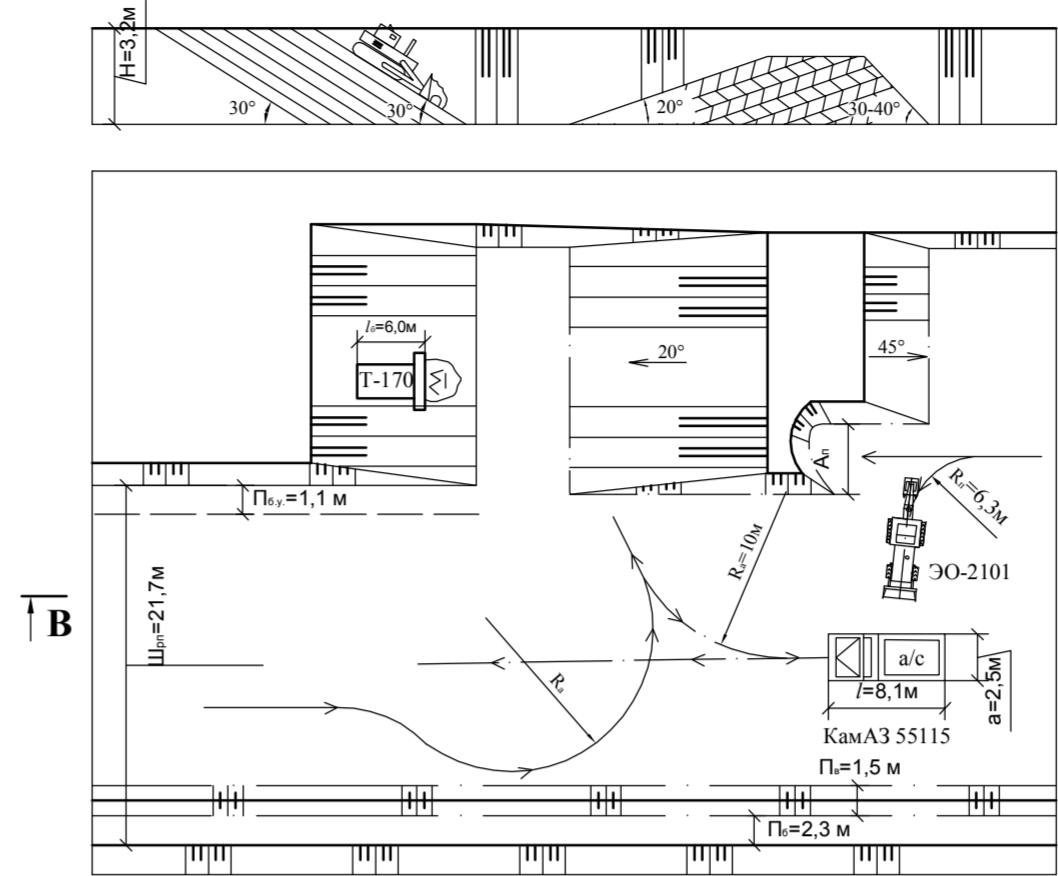 H=3,2м
30°
30°
20°
30-40°
lб=6,0м
Т-170
20°
45°
Aп
Rп=6,3м
Пб.у.=1,1 м
Rа=10м
ЭО-2101
В
Шрп=21,7м
а/с
Rа
l=8,1м
а=2,5м
КамАЗ 55115
Пв=1,5 м
Пб=2,3 м